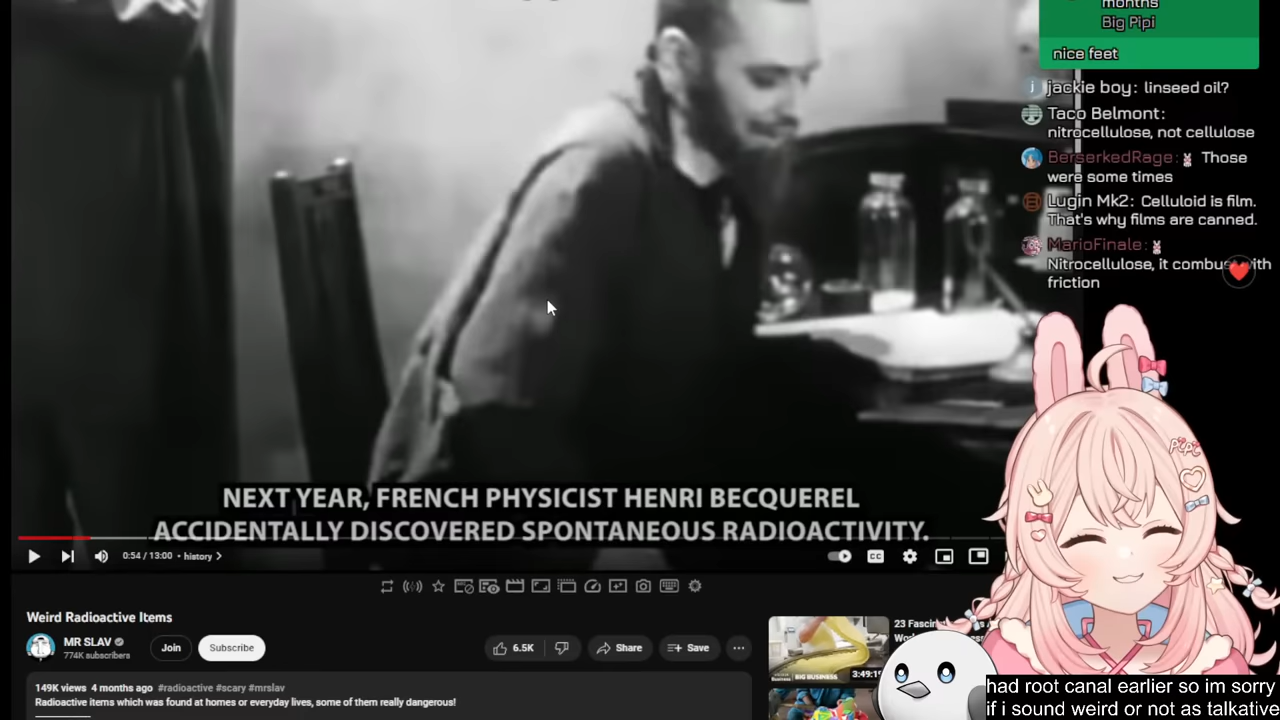 months
Big Pipi
nice feet
jackie boy: linseed oil?
Taco Belmont:
nitrocellulose, not cellulose
BerserkedRage: Those
were some times
Lugin Mk2: Celluloid is film.
That's why films are canned.
MarioFinale:
Nitrocellulose, it combust with
friction
NEXT YEAR, FRENCH PHYSICIST HENRI BECQUEREL
ACCIDENTALLY DISCOVERED SPONTANEOUS RADIOACTIVITY.
0:54 / 13:00 • history
CC
Weird Radioactive Items
MR SLAV
774K subscribers
Join
Subscribe
6.5K
Share
Save
23
BIG BUSINESS
3:49:19
149K views 4 months ago #radioactive #scary #mrslav
Radioactive items which was found at homes or everyday lives, some of them really dangerous!
PiPi
had root canal earlier so im sorry
if i sound weird or not as talkative